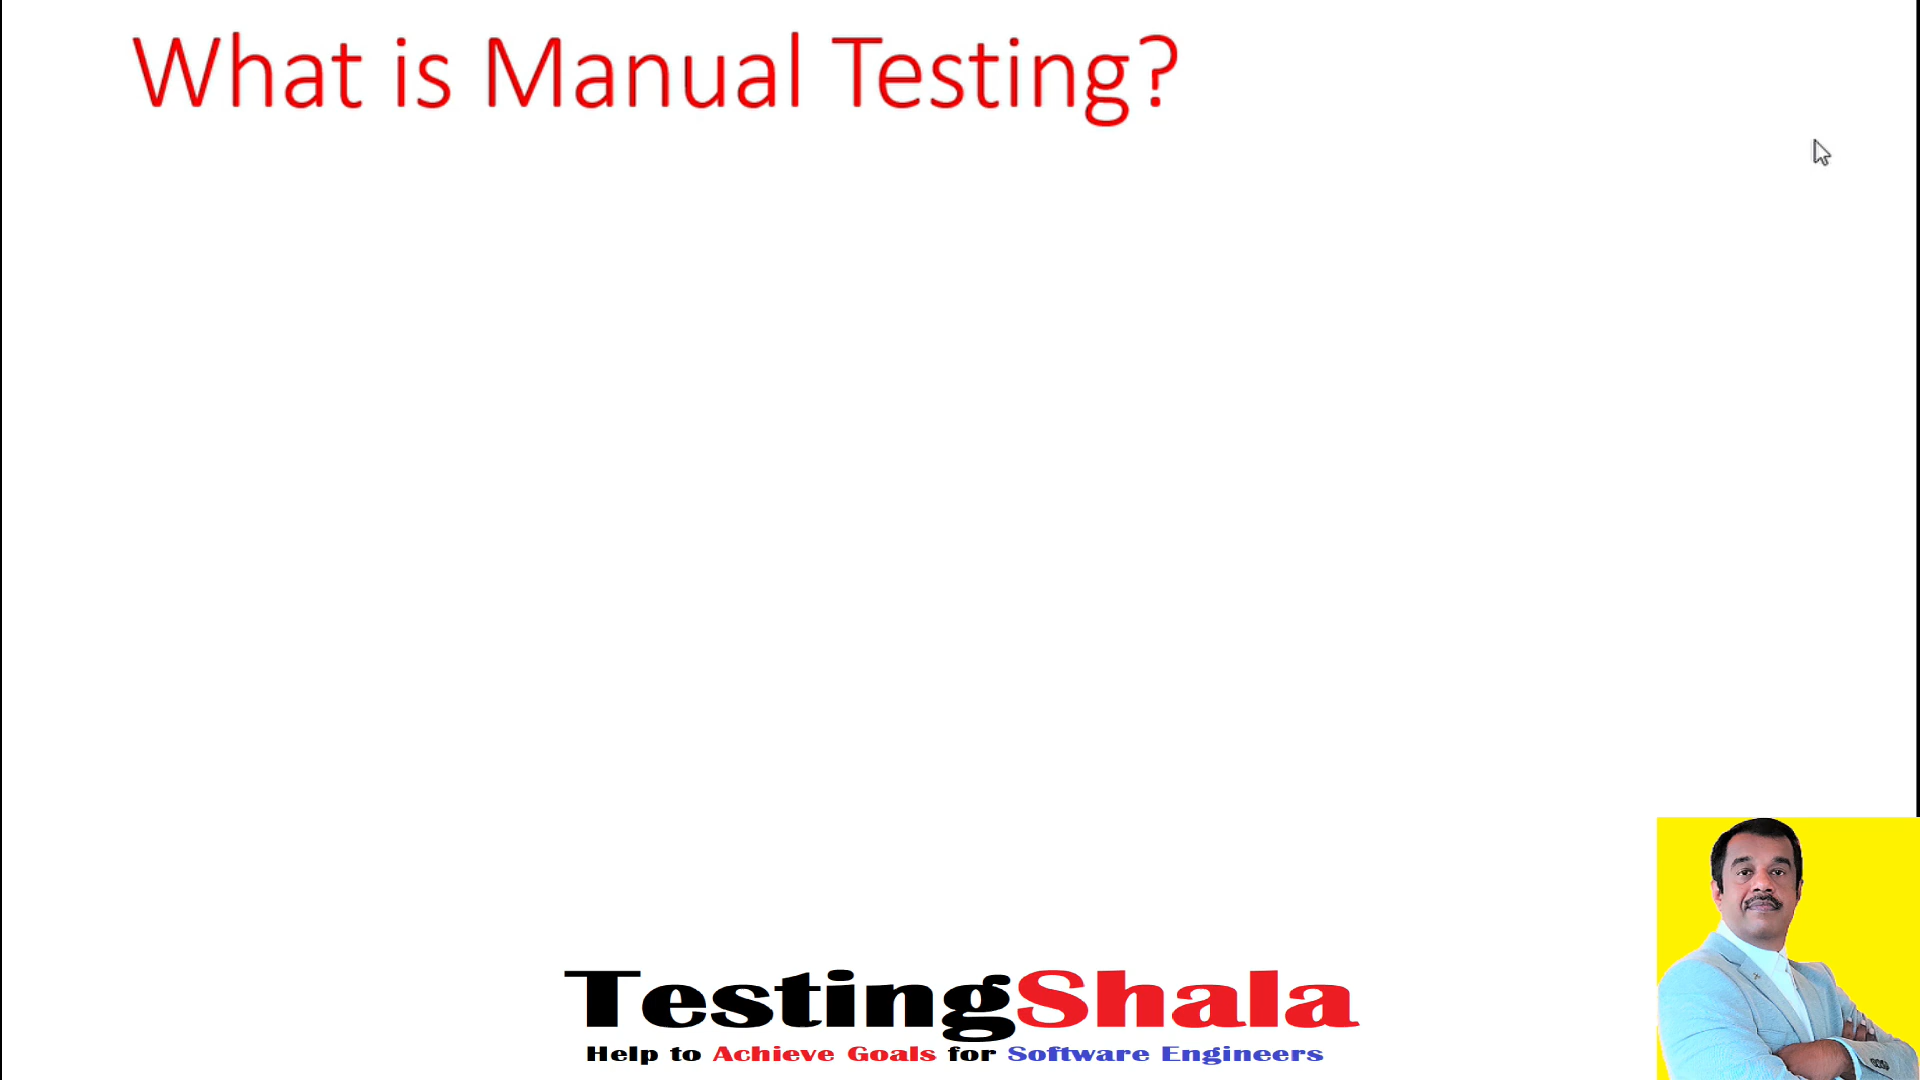 What is Manual Testing?
TestingShala
Help to Achieve Goals for Software Engineers